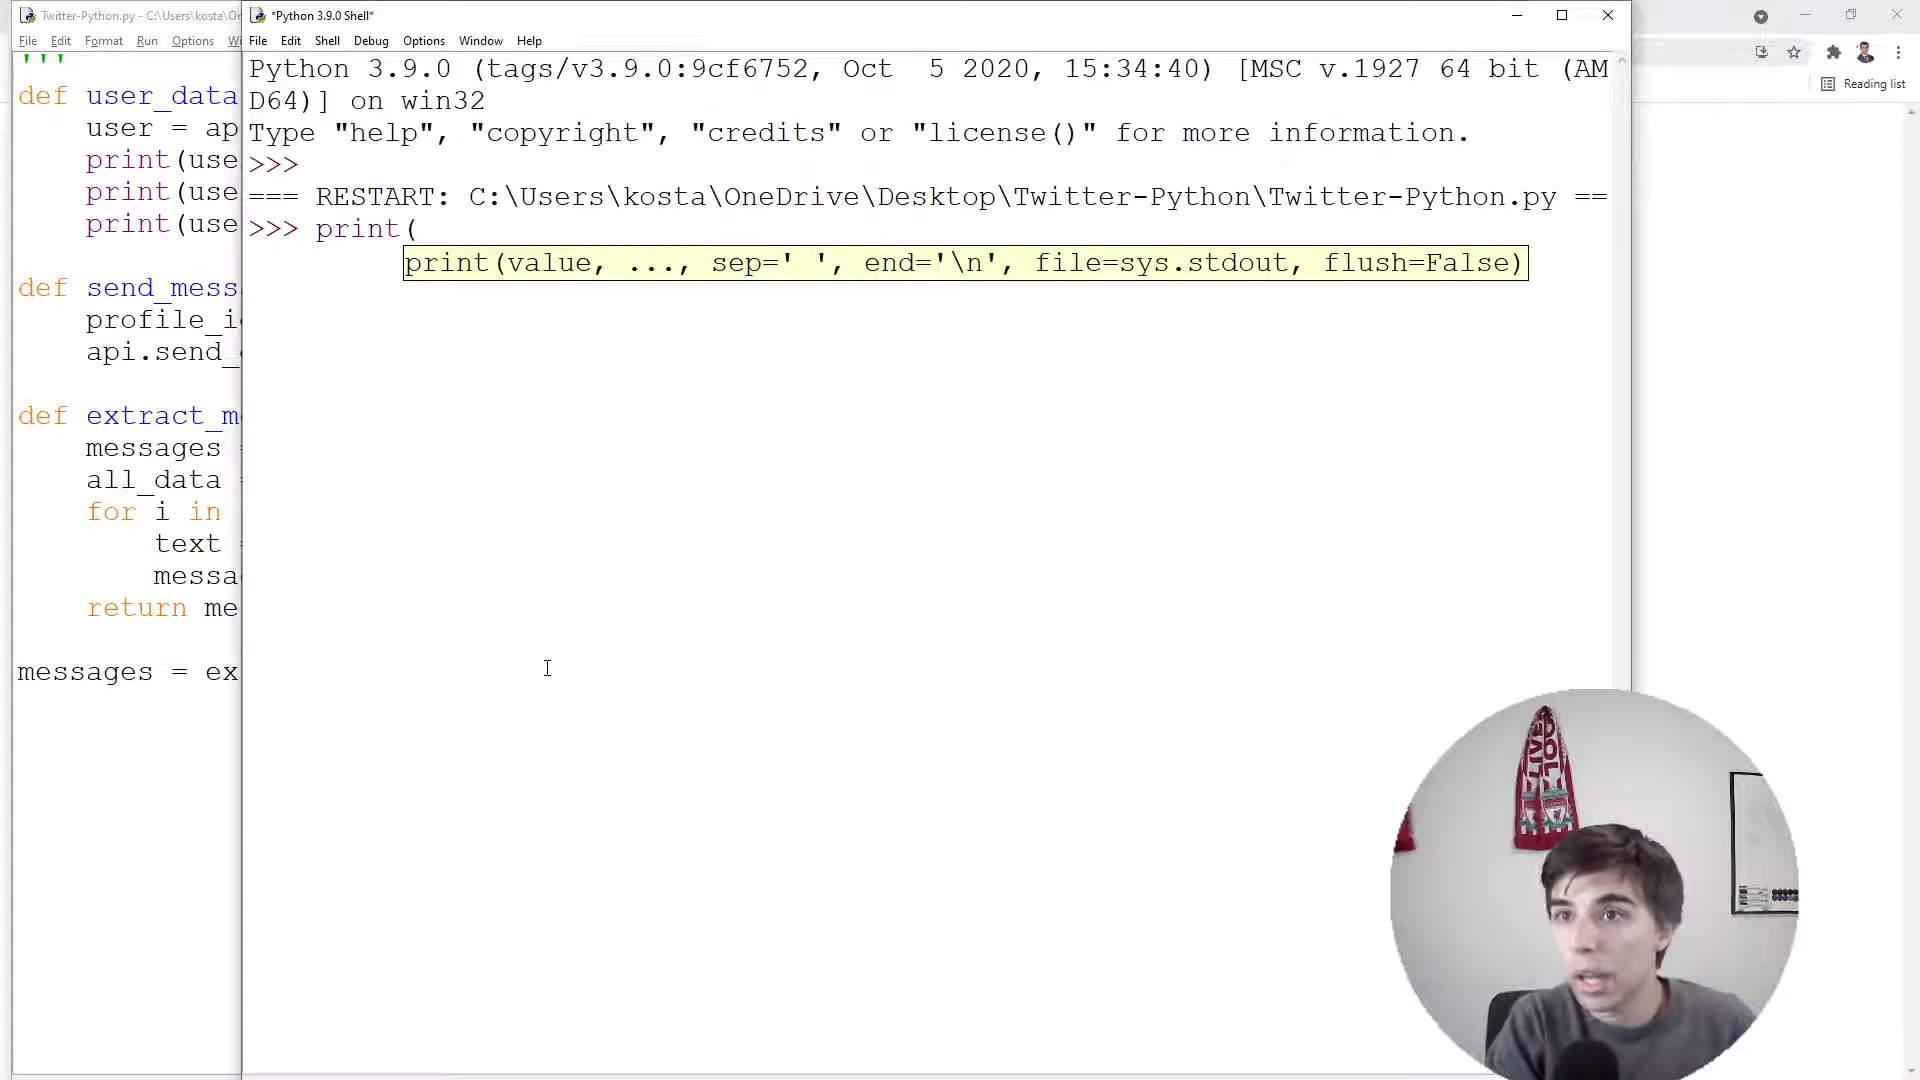 Twitter-Python.py - C:\Users\kosta\On
File Edit Format Run Options Wi
'''
def user_data
user = ap
print(use
print(use
print(use
def send_messa
profile_i
api.send_
def extract_m
messages
all_data
for i in
text =
messa
return me
messages = ex
*Python 3.9.0 Shell*
File Edit Shell Debug Options Window Help
Python 3.9.0 (tags/v3.9.0:9cf6752, Oct  5 2020, 15:34:40) [MSC v.1927 64 bit (AM
D64)] on win32
Type "help", "copyright", "credits" or "license()" for more information.
>>>
=== RESTART: C:\Users\kosta\OneDrive\Desktop\Twitter-Python\Twitter-Python.py ==
>>> print(
print(value, ..., sep=' ', end='\n', file=sys.stdout, flush=False)
Reading list